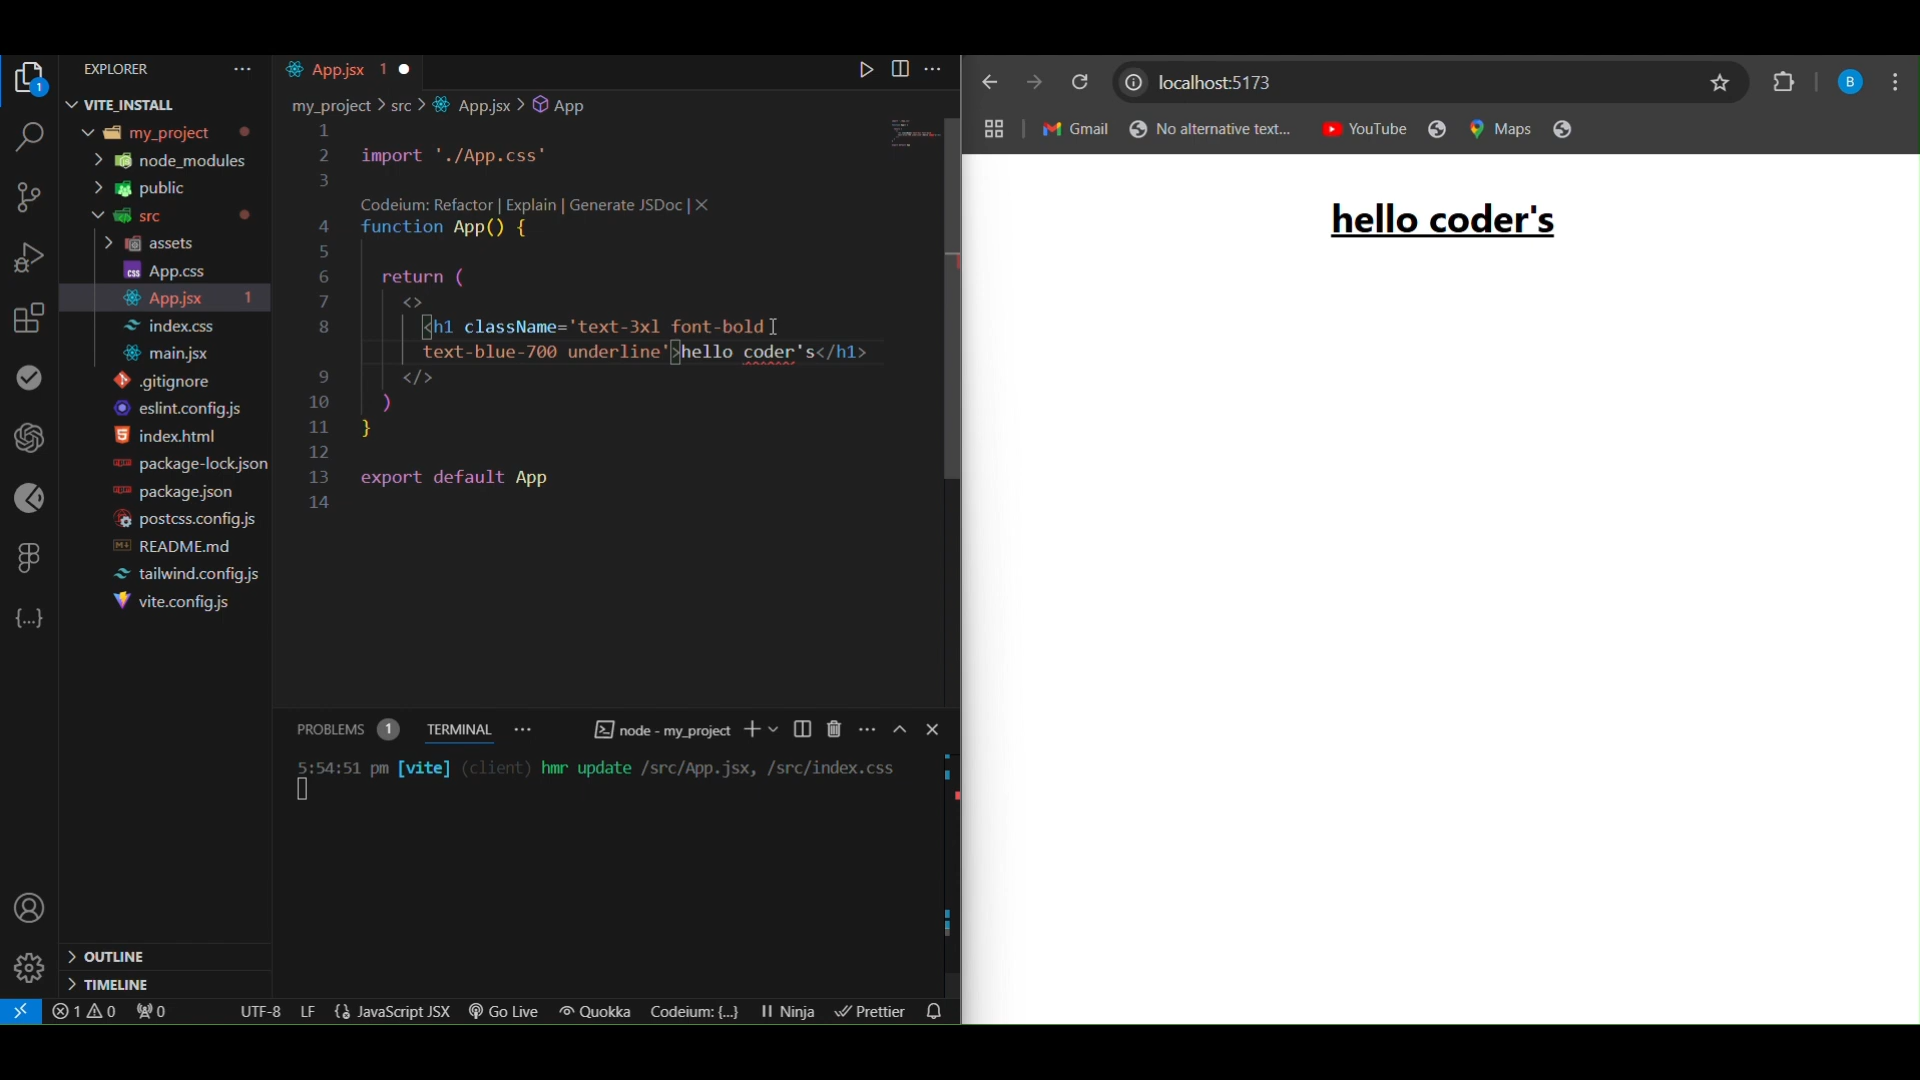 EXPLORER
VITE_INSTALL
my_project
node_modules
public
src
assets
App.css
App.jsx 1
index.css
main.jsx
.gitignore
eslint.config.js
index.html
package-lock.json
package.json
postcss.config.js
README.md
tailwind.config.js
vite.config.js
OUTLINE
TIMELINE
1
App.jsx 1
my_project > src > App.jsx > App
1
2 import './App.css'
3
Codeium: Refactor | Explain | Generate JSDoc | ×
4 function App() {
5
6 return (
7 <>
8 <h1 className='text-3xl font-bold
text-blue-700 underline'>hello coder's</h1>
9 </>
10 )
11 }
12
13 export default App
14
PROBLEMS 1 TERMINAL node - my_project
5:54:51 pm [vite] (client) hmr update /src/App.jsx, /src/index.css
1 0 0 UTF-8 LF {} JavaScript JSX Go Live Quokka Codeium: {...} Ninja Prettier
localhost:5173 B
Gmail No alternative text... YouTube Maps
hello coder's